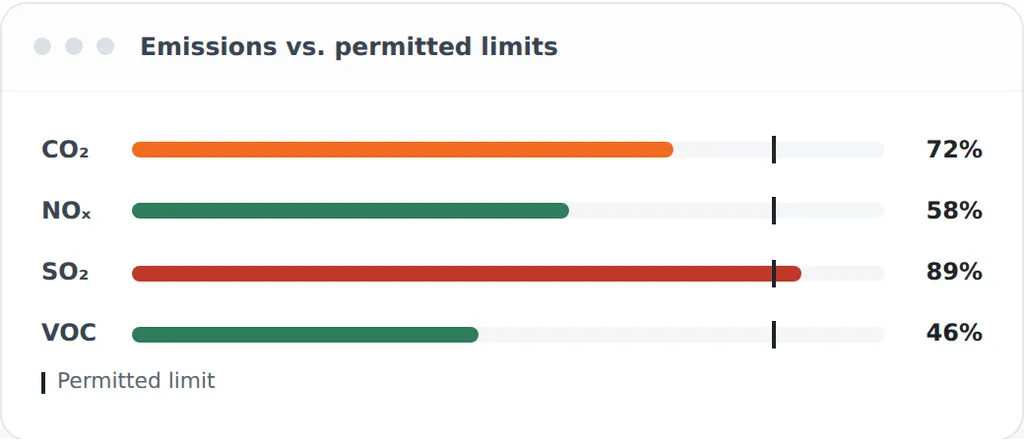 Emissions vs. permitted limits
CO₂ 72%
NOₓ 58%
SO₂ 89%
VOC 46%
Permitted limit